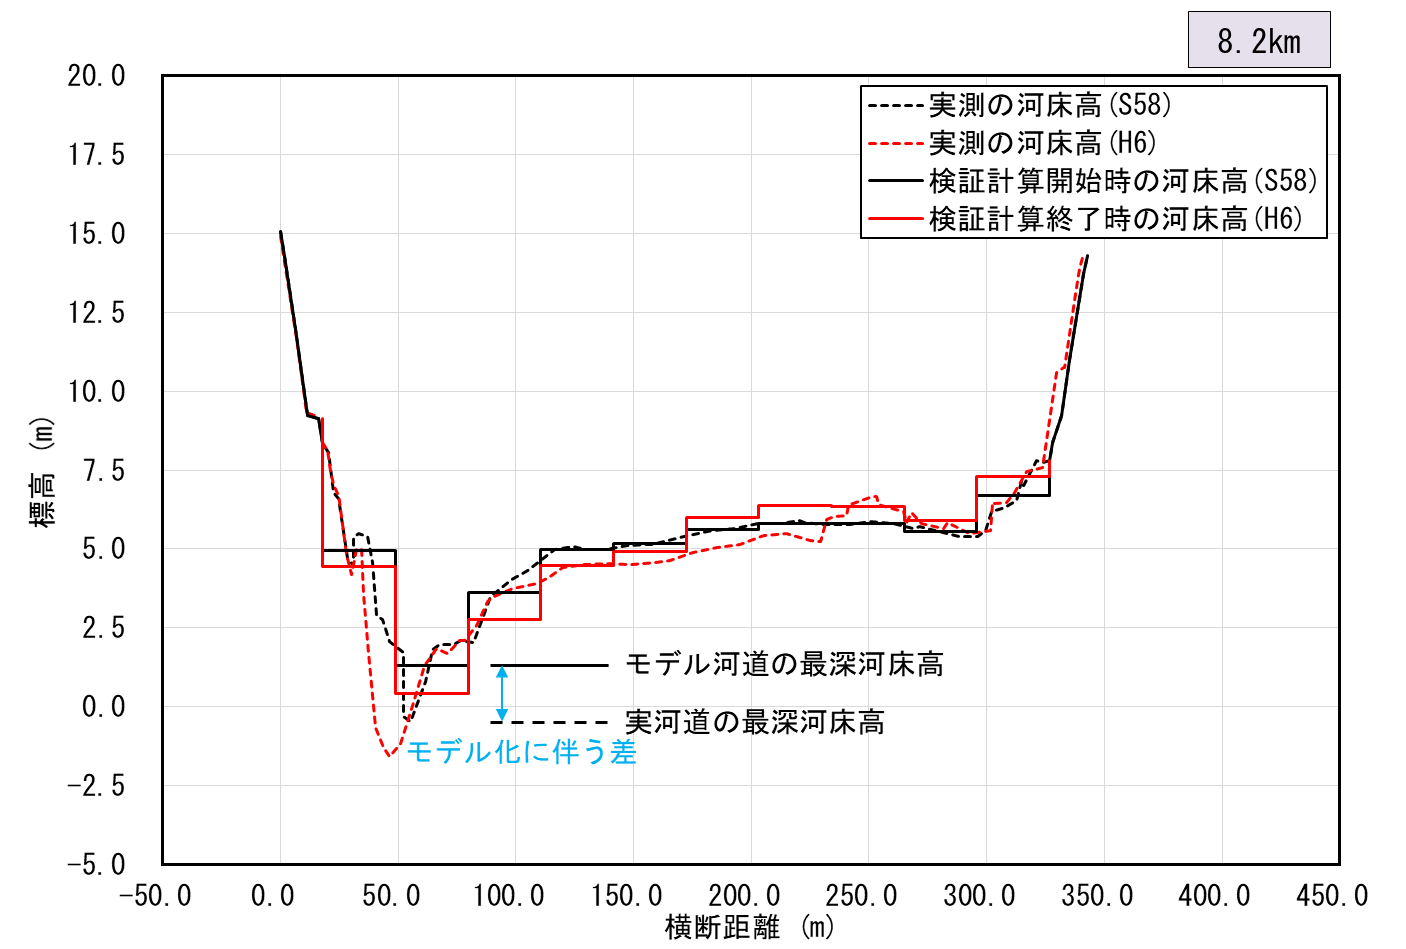 8.2km
20.0
17.5
15.0
12.5
10.0
7.5
5.0
2.5
0.0
-2.5
-5.0
標高 (m)
実測の河床高(S58)
実測の河床高(H6)
検証計算開始時の河床高(S58)
検証計算終了時の河床高(H6)
モデル河道の最深河床高
実河道の最深河床高
モデル化に伴う差
-50.0 0.0 50.0 100.0 150.0 200.0 250.0 300.0 350.0 400.0 450.0
横断距離 (m)